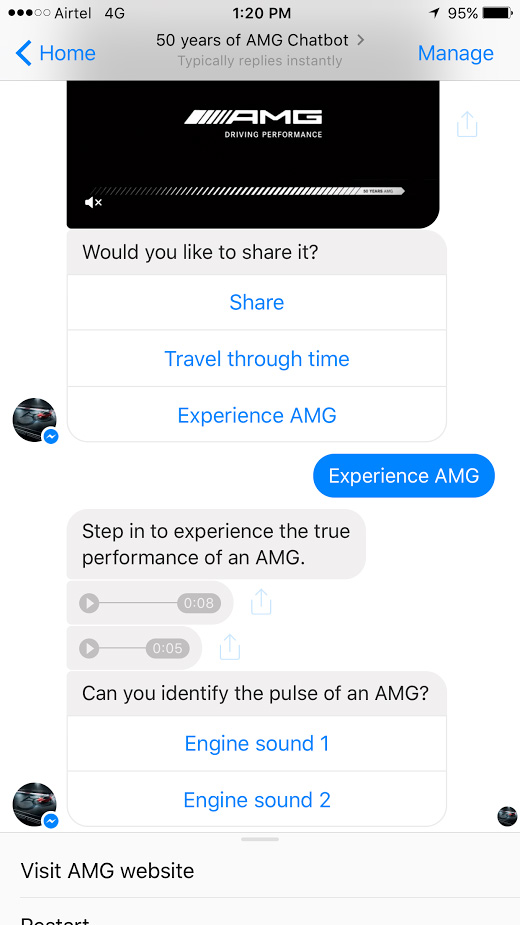 Airtel 4G 1:20 PM 95%
Home 50 years of AMG Chatbot Manage
Typically replies instantly
AMG
DRIVING PERFORMANCE
50 YEARS AMG
Would you like to share it?
Share
Travel through time
Experience AMG
Experience AMG
Step in to experience the true
performance of an AMG.
0:08
0:05
Can you identify the pulse of an AMG?
Engine sound 1
Engine sound 2
Visit AMG website
Restart